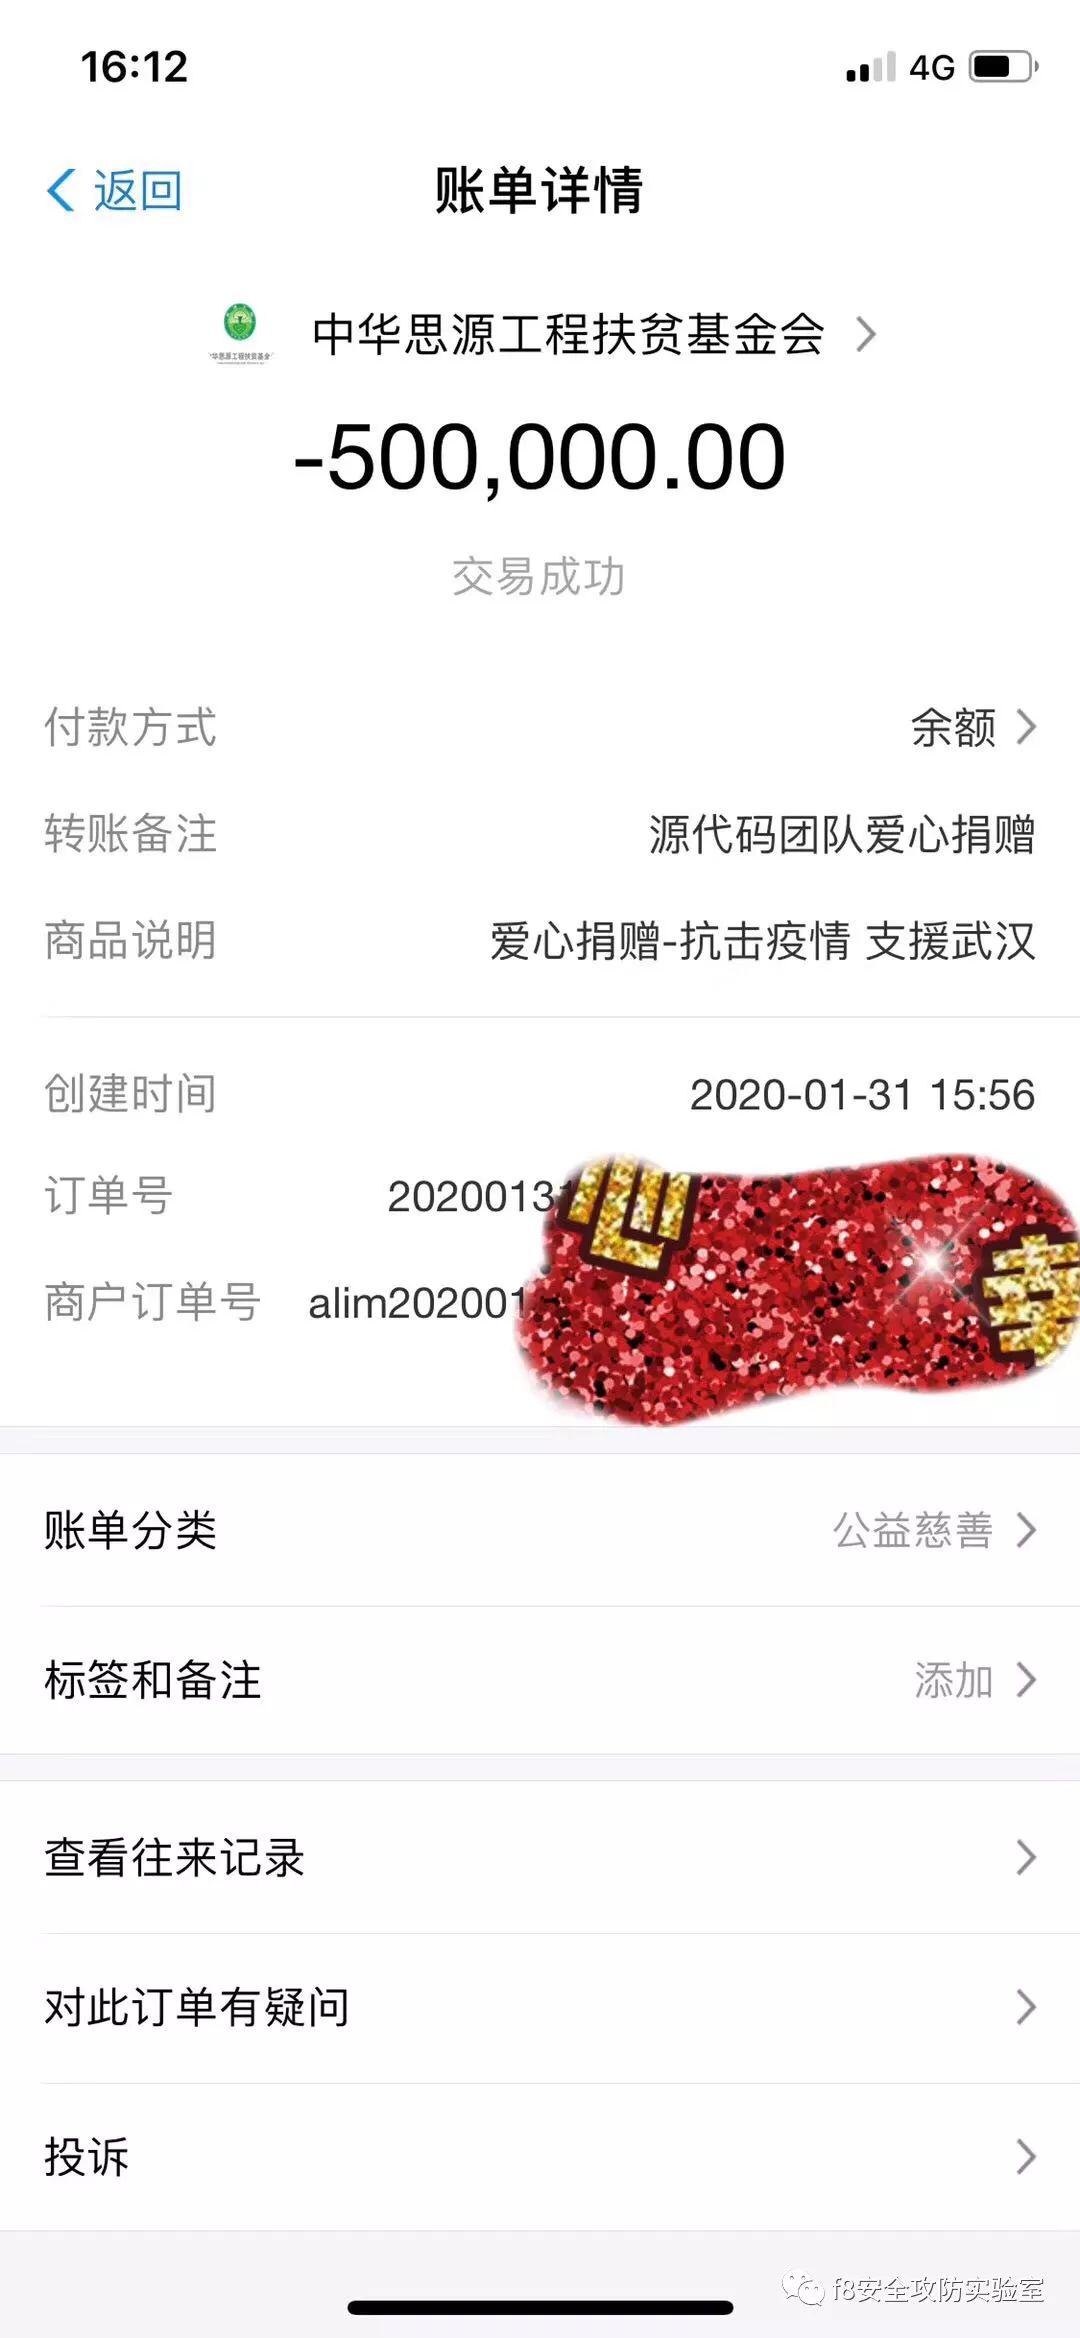 16:12
4G
返回
账单详情
中华思源工程扶贫基金会
-500,000.00
交易成功
付款方式 余额
转账备注 源代码团队爱心捐赠
商品说明 爱心捐赠-抗击疫情 支援武汉
创建时间 2020-01-31 15:56
订单号 20200131
商户订单号 alim202001
账单分类 公益慈善
标签和备注 添加
查看往来记录
对此订单有疑问
投诉
f8安全攻防实验室